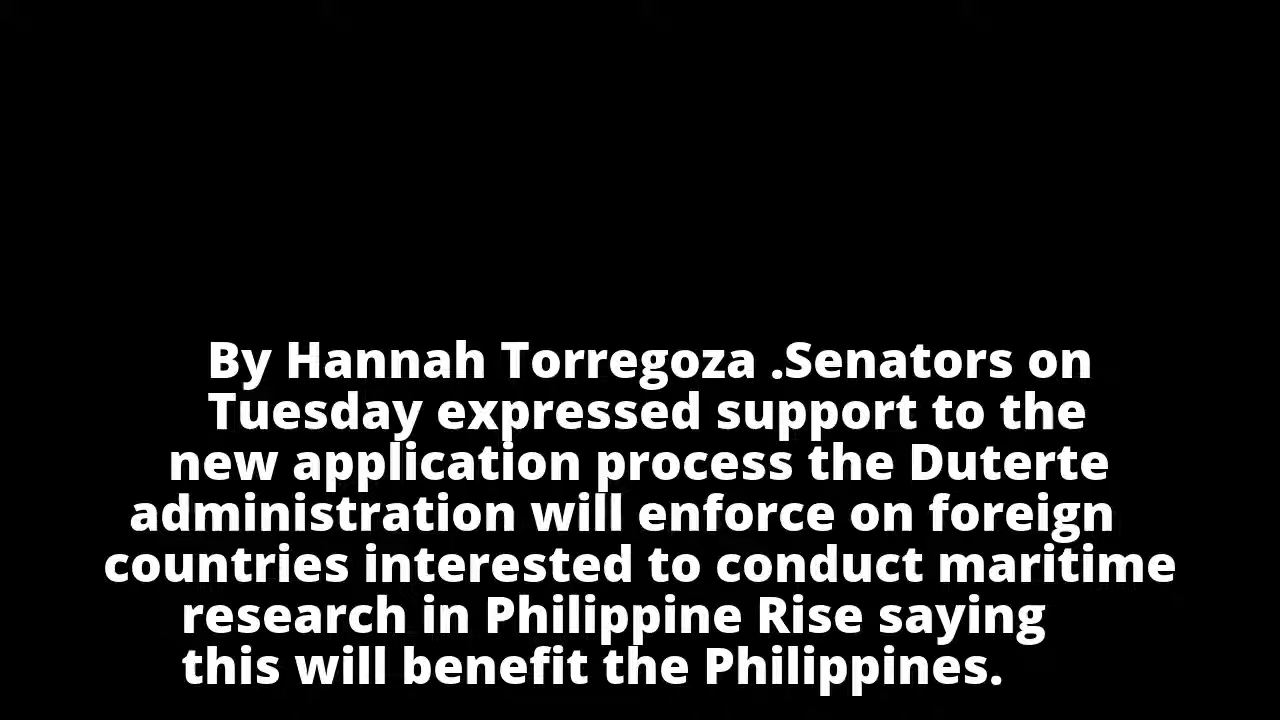 By Hannah Torregoza .Senators on
Tuesday expressed support to the
new application process the Duterte
administration will enforce on foreign
countries interested to conduct maritime
research in Philippine Rise saying
this will benefit the Philippines.